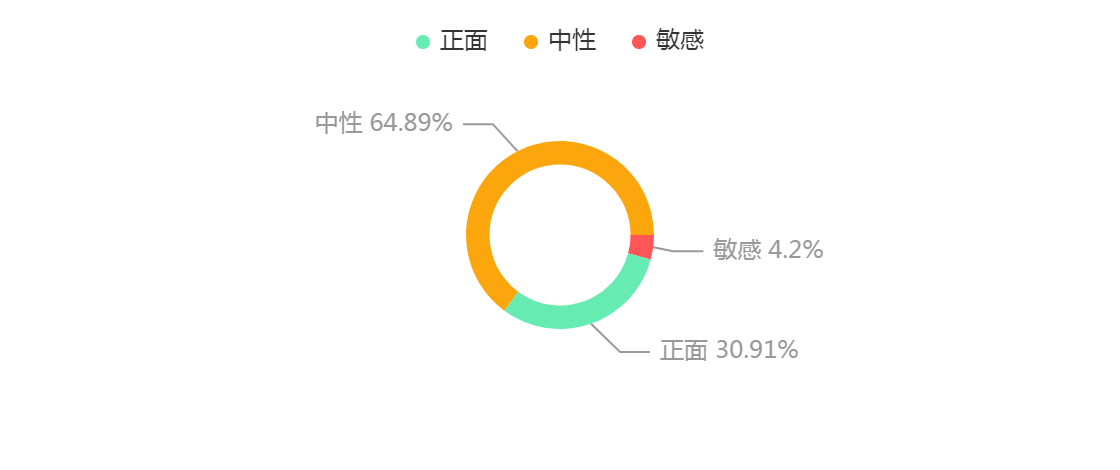 正面 中性 敏感
中性 64.89%
敏感 4.2%
正面 30.91%